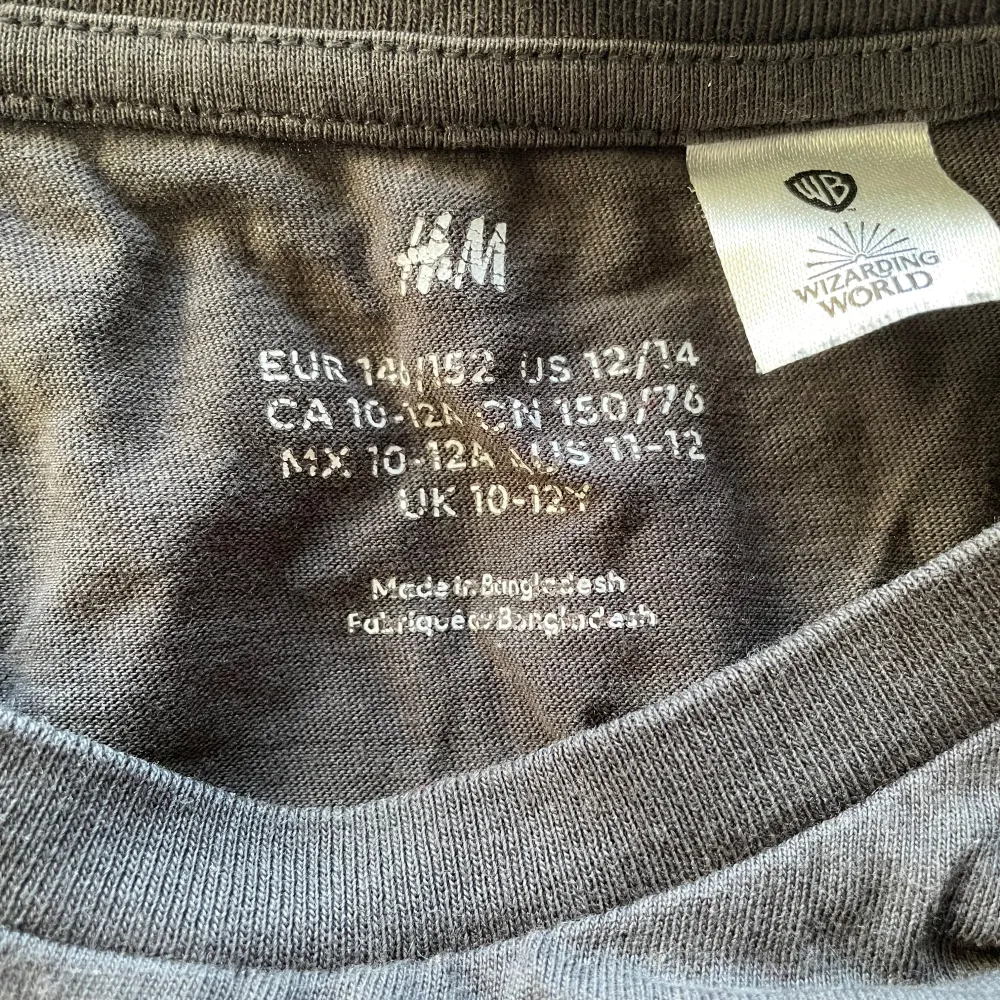 H&M
EUR 146/152 US 12/14
CA 10-12A CN 150/76
MX 10-12A AUS 11-12
UK 10-12Y
Made in Bangladesh
Fabriqué au Bangladesh
WB
WIZARDING
WORLD